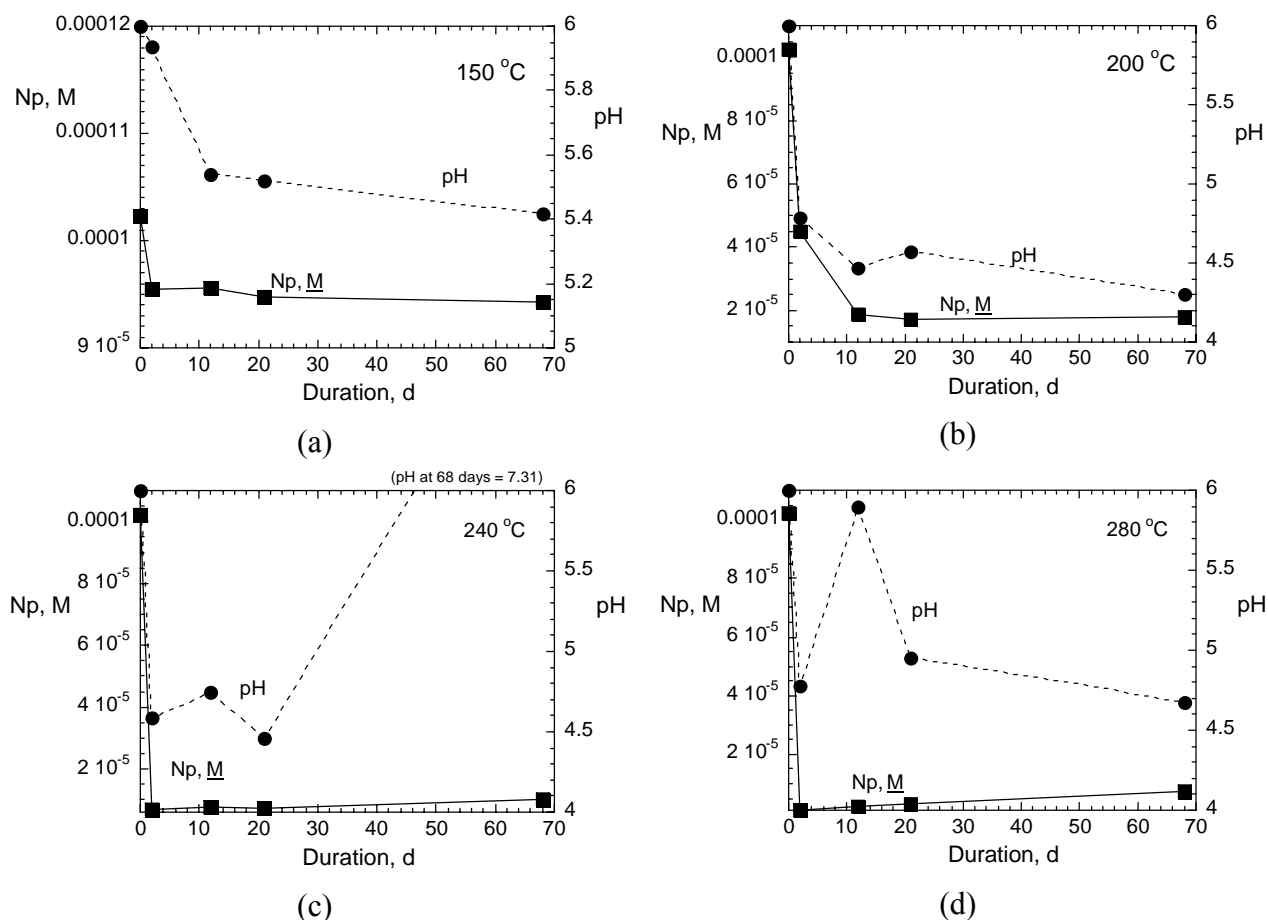 0.00012
0.00011
0.0001
9 10-5
Np, M
150 oC
6
5.8
5.6
5.4
5.2
5
pH
pH
Np, M
0 10 20 30 40 50 60 70
Duration, d
(a)
0.0001
8 10-5
6 10-5
4 10-5
2 10-5
Np, M
200 oC
6
5.5
5
4.5
4
pH
pH
Np, M
0 10 20 30 40 50 60 70
Duration, d
(b)
(pH at 68 days = 7.31)
0.0001
8 10-5
6 10-5
4 10-5
2 10-5
Np, M
240 oC
6
5.5
5
4.5
4
pH
pH
Np, M
0 10 20 30 40 50 60 70
Duration, d
(c)
0.0001
8 10-5
6 10-5
4 10-5
2 10-5
Np, M
280 oC
6
5.5
5
4.5
4
pH
pH
Np, M
0 10 20 30 40 50 60 70
Duration, d
(d)